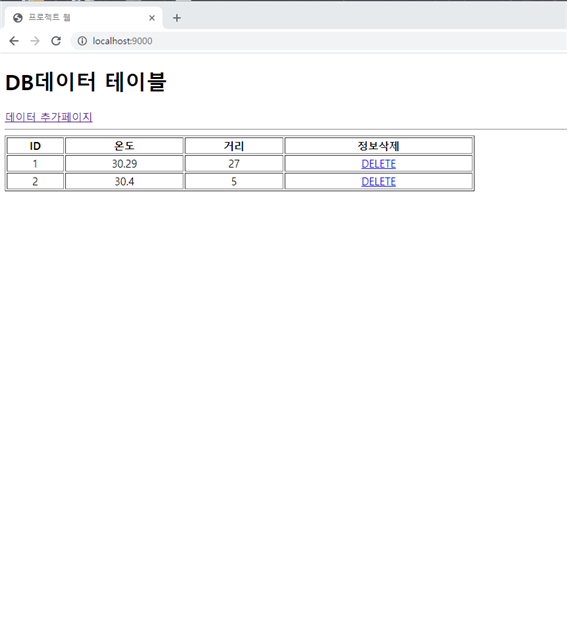 프로젝트 웹
localhost:9000
DB데이터 테이블
데이터 추가페이지
ID 온도 거리 정보삭제
1 30.29 27 DELETE
2 30.4 5 DELETE